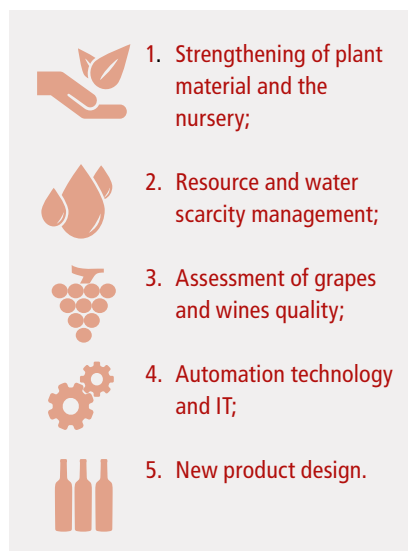 1. Strengthening of plant
material and the
nursery;
2. Resource and water
scarcity management;
3. Assessment of grapes
and wines quality;
4. Automation technology
and IT;
5. New product design.